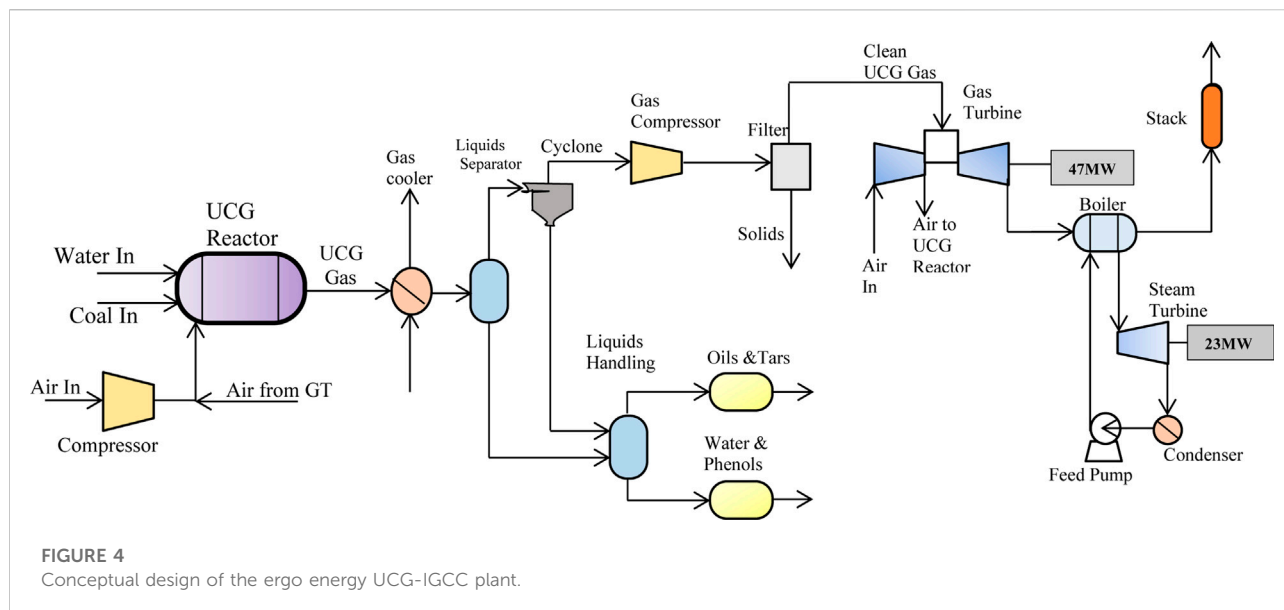 Clean
UCG Gas
Gas
Turbine
Stack
Gas
Compressor
Filter
Liquids
Separator
Cyclone
Gas
cooler
47MW
UCG
Reactor
Boiler
Water In
UCG
Gas
Solids
Air to
UCG
Reactor
Air
In
Coal In
Steam
Turbine
23MW
Liquids
Handling
Oils &Tars
Air In
Air from GT
Compressor
Water &
Phenols
Feed Pump
Condenser
FIGURE 4
Conceptual design of the ergo energy UCG-IGCC plant.